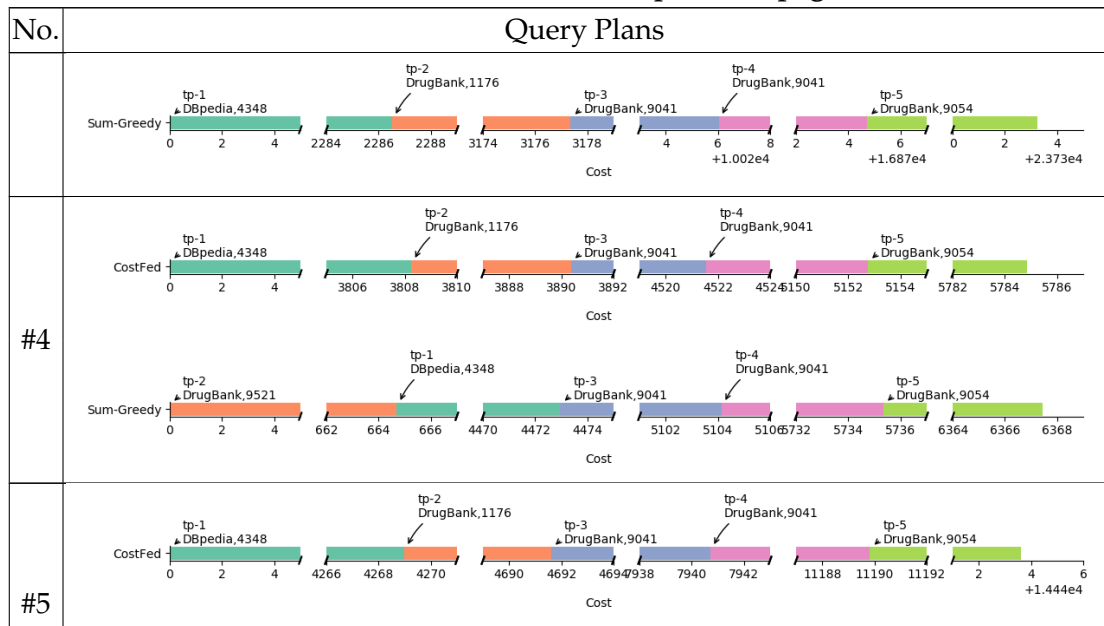 No. Query Plans
tp-1
DBpedia,4348
tp-2
DrugBank,1176
tp-3
DrugBank,9041
tp-4
DrugBank,9041
tp-5
DrugBank,9054
Sum-Greedy
0 2 4 2284 2286 2288 3174 3176 3178 4 6 8 2 4 6 0 2 4
+1.002e4 +1.687e4 +2.373e4
Cost
#4
tp-1
DBpedia,4348
tp-2
DrugBank,1176
tp-3
DrugBank,9041
tp-4
DrugBank,9041
tp-5
DrugBank,9054
CostFed
0 2 4 3806 3808 3810 3888 3890 3892 4520 4522 4524 5150 5152 5154 5782 5784 5786
Cost
tp-2
DrugBank,9521
tp-1
DBpedia,4348
tp-3
DrugBank,9041
tp-4
DrugBank,9041
tp-5
DrugBank,9054
Sum-Greedy
0 2 4 662 664 666 4470 4472 4474 5102 5104 5106 5732 5734 5736 6364 6366 6368
Cost
#5
tp-1
DBpedia,4348
tp-2
DrugBank,1176
tp-3
DrugBank,9041
tp-4
DrugBank,9041
tp-5
DrugBank,9054
CostFed
0 2 4 4266 4268 4270 4690 4692 4694 7938 7940 7942 11188 11190 11192 2 4 6
+1.444e4
Cost